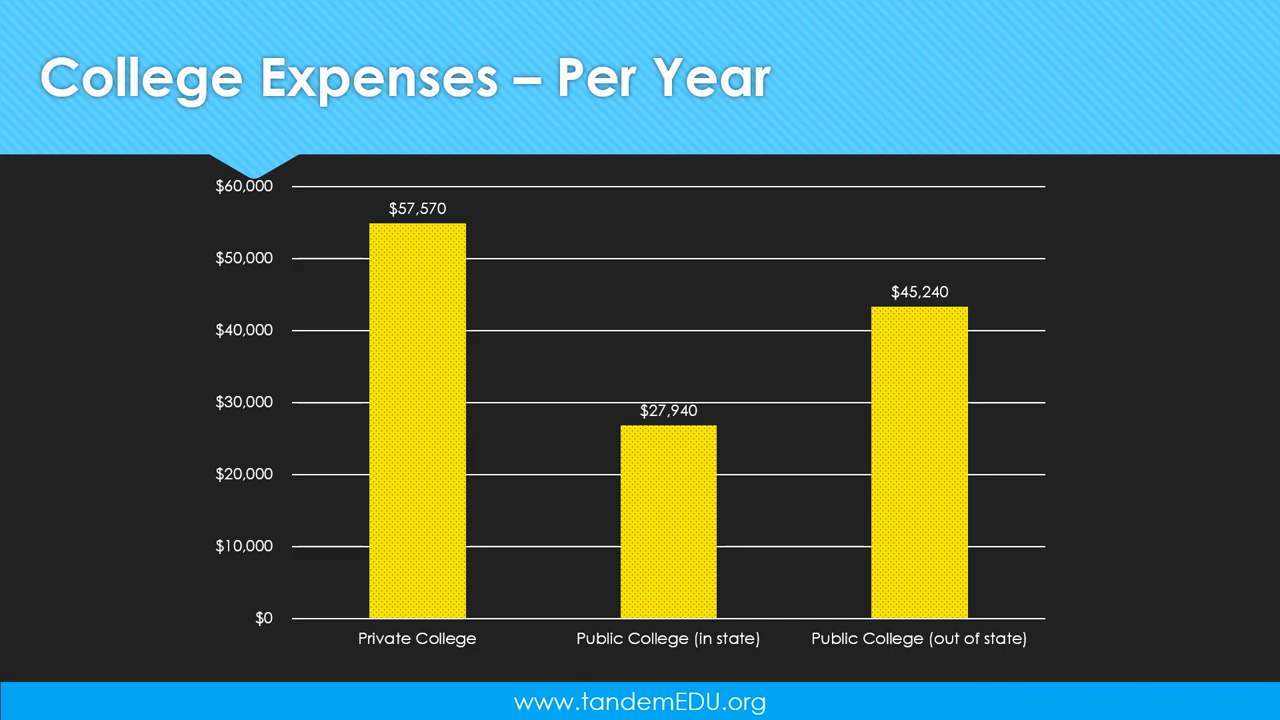 College Expenses – Per Year
$60,000
$57,570
$50,000
$45,240
$40,000
$30,000
$27,940
$20,000
$10,000
$0
Private College
Public College (in state)
Public College (out of state)
www.tandemEDU.org